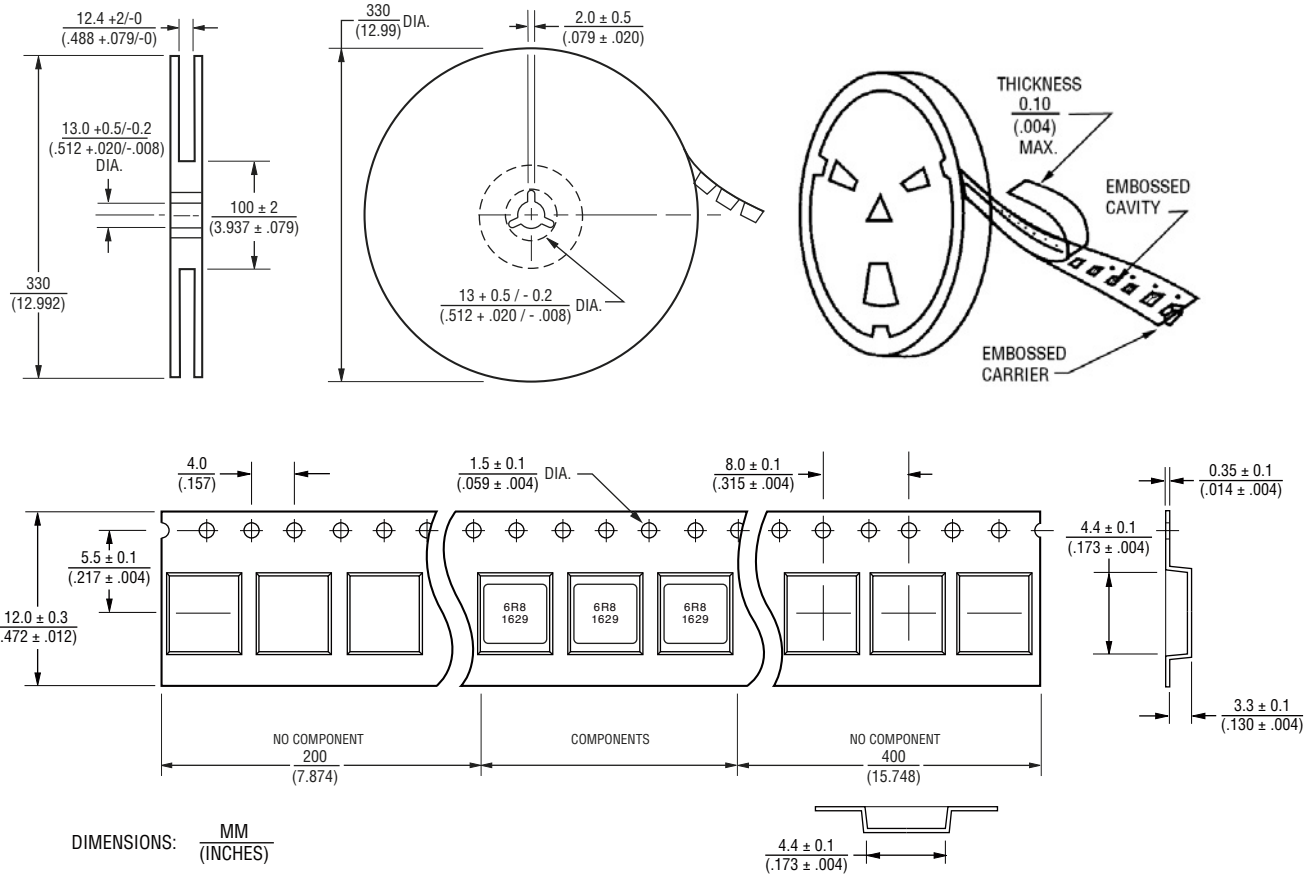 12.4 +2/-0
(.488 +.079/-0)
330
(12.99)
DIA.
2.0 ± 0.5
(.079 ± .020)
13.0 +0.5/-0.2
(.512 +.020/-.008)
DIA.
100 ± 2
(3.937 ± .079)
330
(12.992)
13 + 0.5 / - 0.2
(.512 + .020 / - .008)
DIA.
THICKNESS
0.10
(.004)
MAX.
EMBOSSED
CAVITY
EMBOSSED
CARRIER
4.0
(.157)
1.5 ± 0.1
(.059 ± .004)
DIA.
8.0 ± 0.1
(.315 ± .004)
0.35 ± 0.1
(.014 ± .004)
5.5 ± 0.1
(.217 ± .004)
4.4 ± 0.1
(.173 ± .004)
12.0 ± 0.3
.472 ± .012)
6R8
1629
6R8
1629
6R8
1629
3.3 ± 0.1
(.130 ± .004)
NO COMPONENT
200
(7.874)
COMPONENTS
NO COMPONENT
400
(15.748)
DIMENSIONS:
MM
(INCHES)
4.4 ± 0.1
(.173 ± .004)